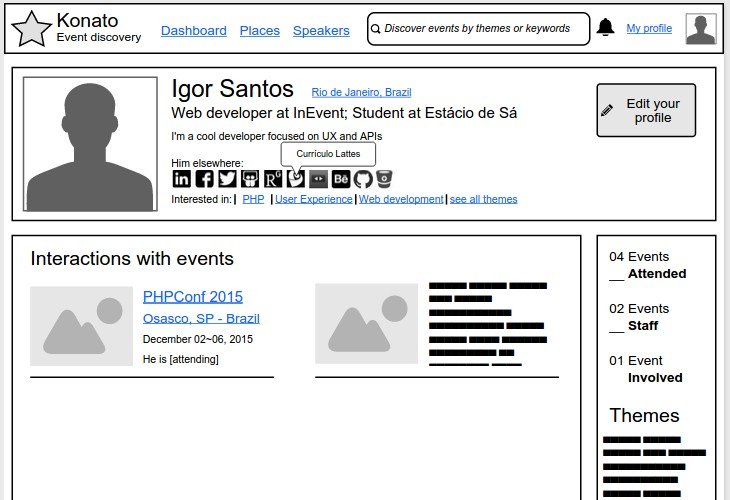 Konato
Event discovery
Dashboard Places Speakers
Discover events by themes or keywords
My profile
Igor Santos Rio de Janeiro, Brazil
Edit your profile
Web developer at InEvent; Student at Estácio de Sá
I'm a cool developer focused on UX and APIs
Currículo Lattes
Him elsewhere:
in f R G Bē
Interested in: | PHP | User Experience | Web development | see all themes
Interactions with events
PHPConf 2015
Osasco, SP - Brazil
December 02~06, 2015
He is [attending]
04 Events
__ Attended
02 Events
__ Staff
01 Event
Involved
Themes